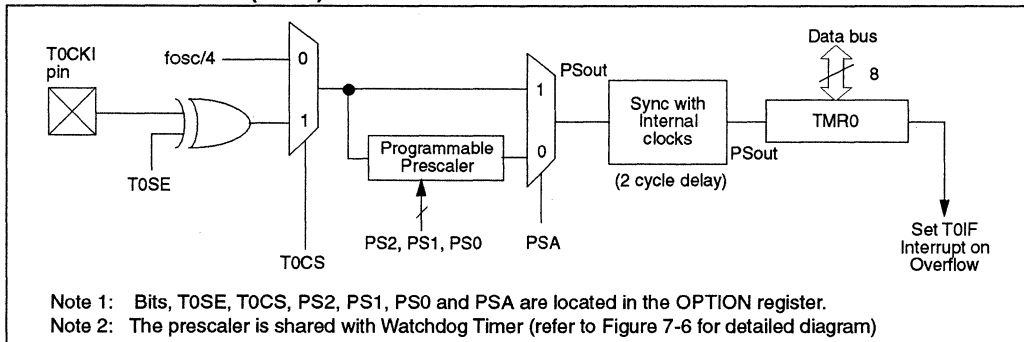 Data bus
T0CKI
pin
fosc/4
0
8
PSout
1
Sync with
Internal
clocks
TMR0
1
Programmable
Prescaler
0
PSout
T0SE
(2 cycle delay)
PS2, PS1, PS0
PSA
T0CS
Set T0IF
Interrupt on
Overflow
Note 1: Bits, T0SE, T0CS, PS2, PS1, PS0 and PSA are located in the OPTION register.
Note 2: The prescaler is shared with Watchdog Timer (refer to Figure 7-6 for detailed diagram)